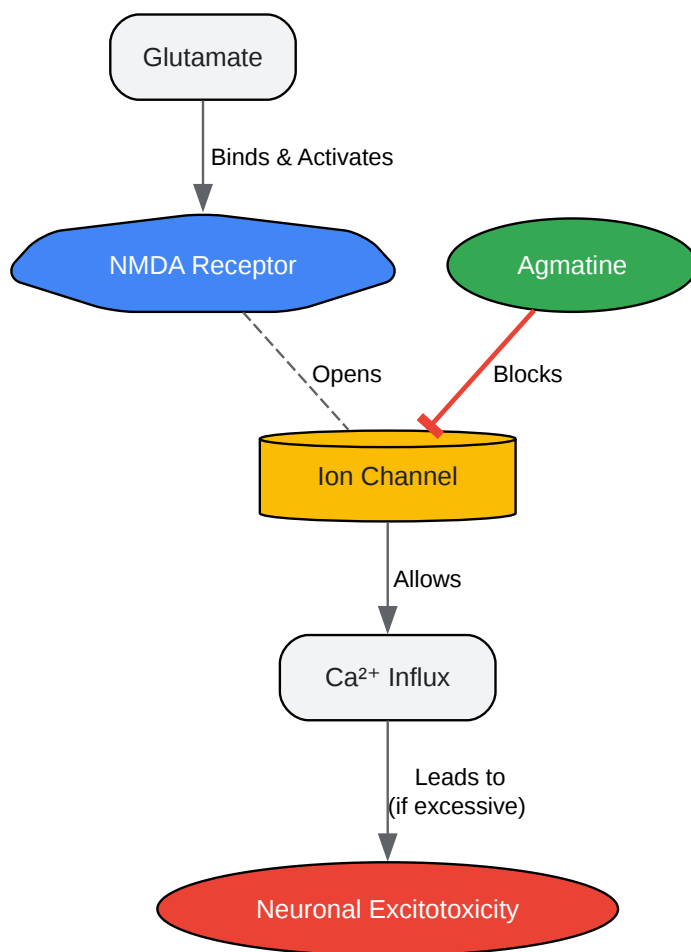 Glutamate
Binds & Activates
NMDA Receptor
Agmatine
Opens
Blocks
Ion Channel
Allows
Ca²⁺ Influx
Leads to
(if excessive)
Neuronal Excitotoxicity